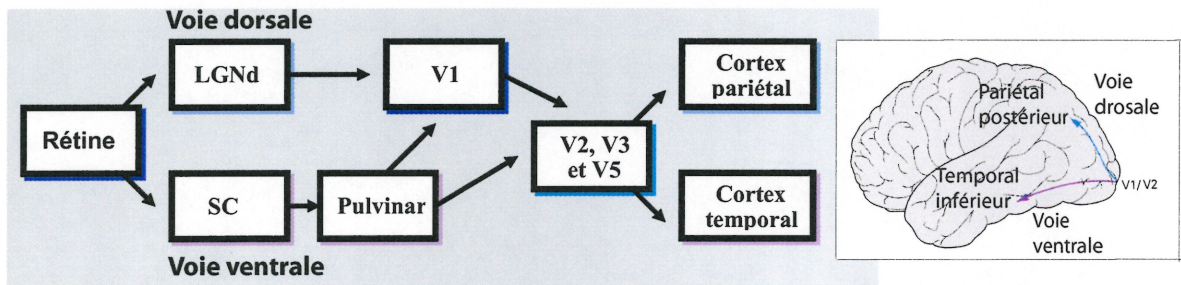 Voie dorsale
LGNd
V1
Cortex
pariétal
Rétine
V2, V3
et V5
SC
Pulvinar
Cortex
temporal
Voie ventrale
Pariétal
postérieur
Voie
drosale
Temporal
inférieur
V1/V2
Voie
ventrale